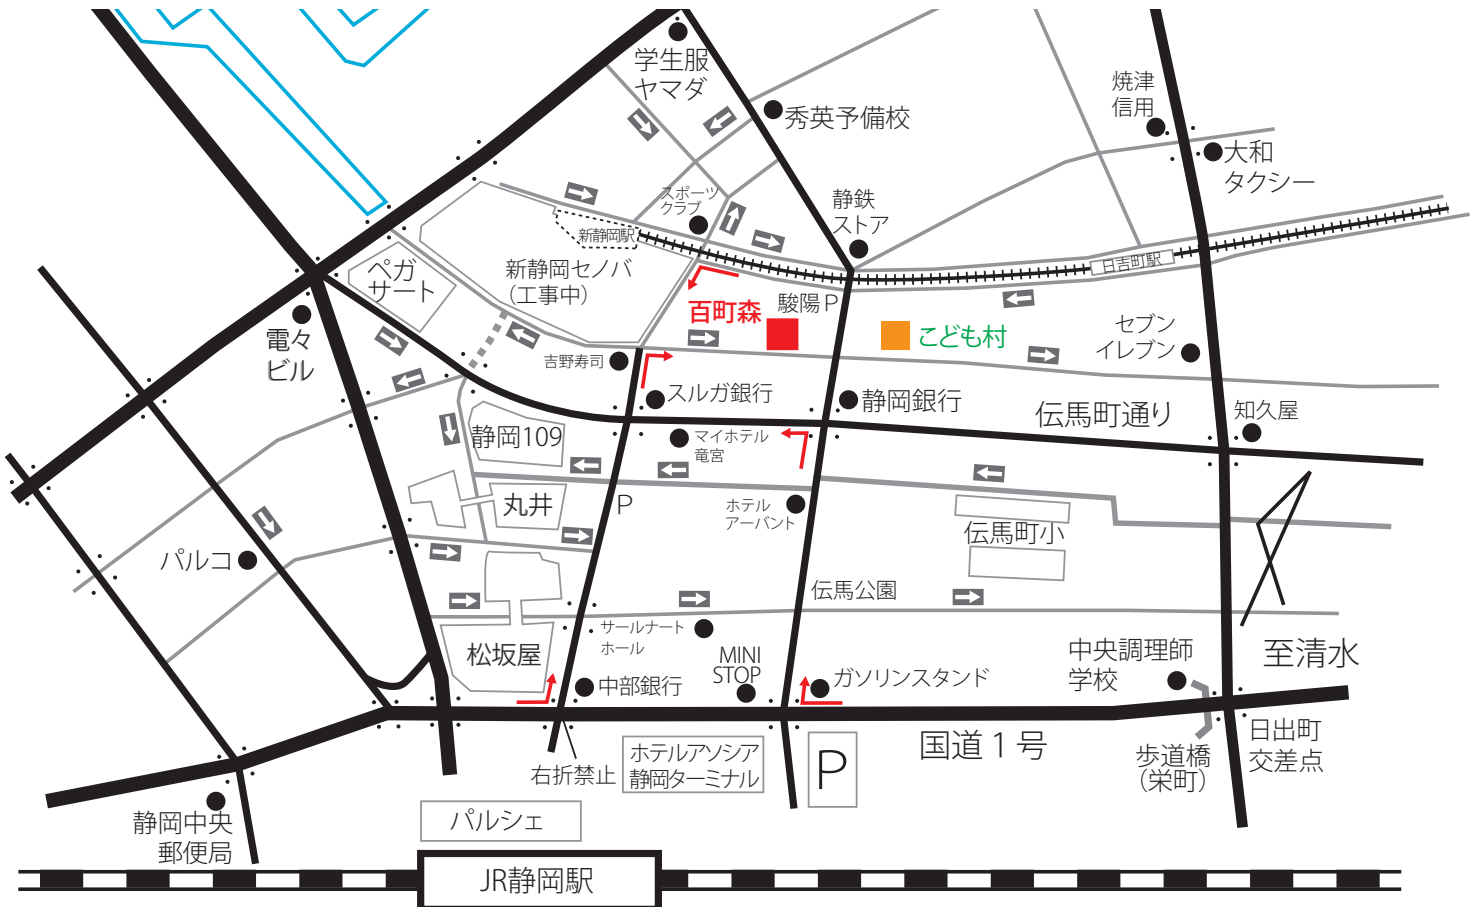 学生服
ヤマダ
秀英予備校
焼津
信用
大和
タクシー
スポーツ
クラブ
静鉄
ストア
新静岡駅
日吉町駅
ペガ
サート
新静岡セノバ
(工事中)
百町森
駿陽P
こども村
セブン
イレブン
電々
ビル
吉野寿司
スルガ銀行
静岡銀行
伝馬町通り
知久屋
静岡109
マイホテル
竜宮
丸井
P
ホテル
アーバント
伝馬町小
パルコ
伝馬公園
サールナート
ホール
松坂屋
MINI
STOP
中部銀行
ガソリンスタンド
中央調理師
学校
至清水
国道1号
日出町
交差点
歩道橋
(栄町)
右折禁止
ホテルアソシア
静岡ターミナル
P
静岡中央
郵便局
パルシェ
JR静岡駅